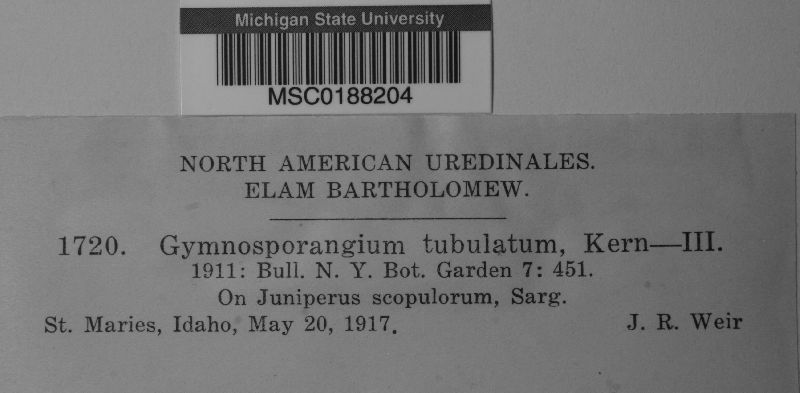 Michigan State University
MSC0188204
NORTH AMERICAN UREDINALES.
ELAM BARTHOLOMEW.
1720. Gymnosporangium tubulatum, Kern—III.
1911: Bull. N. Y. Bot. Garden 7: 451.
On Juniperus scopulorum, Sarg.
St. Maries, Idaho, May 20, 1917. J. R. Weir